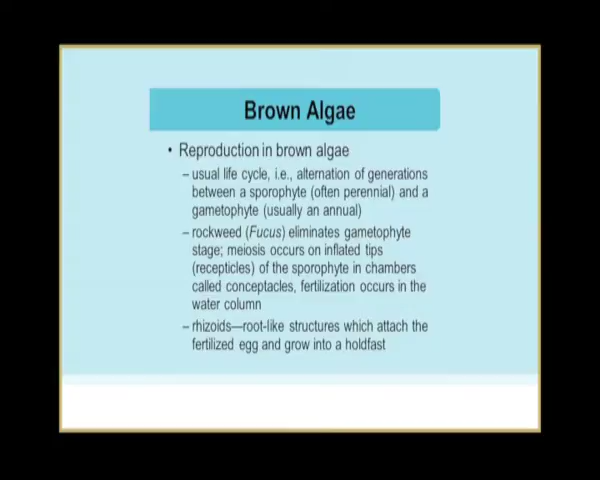 Brown Algae
• Reproduction in brown algae
– usual life cycle, i.e., alternation of generations
between a sporophyte (often perennial) and a
gametophyte (usually an annual)
– rockweed (Fucus) eliminates gametophyte
stage; meiosis occurs on inflated tips
(recepticles) of the sporophyte in chambers
called conceptacles, fertilization occurs in the
water column
– rhizoids—root-like structures which attach the
fertilized egg and grow into a holdfast